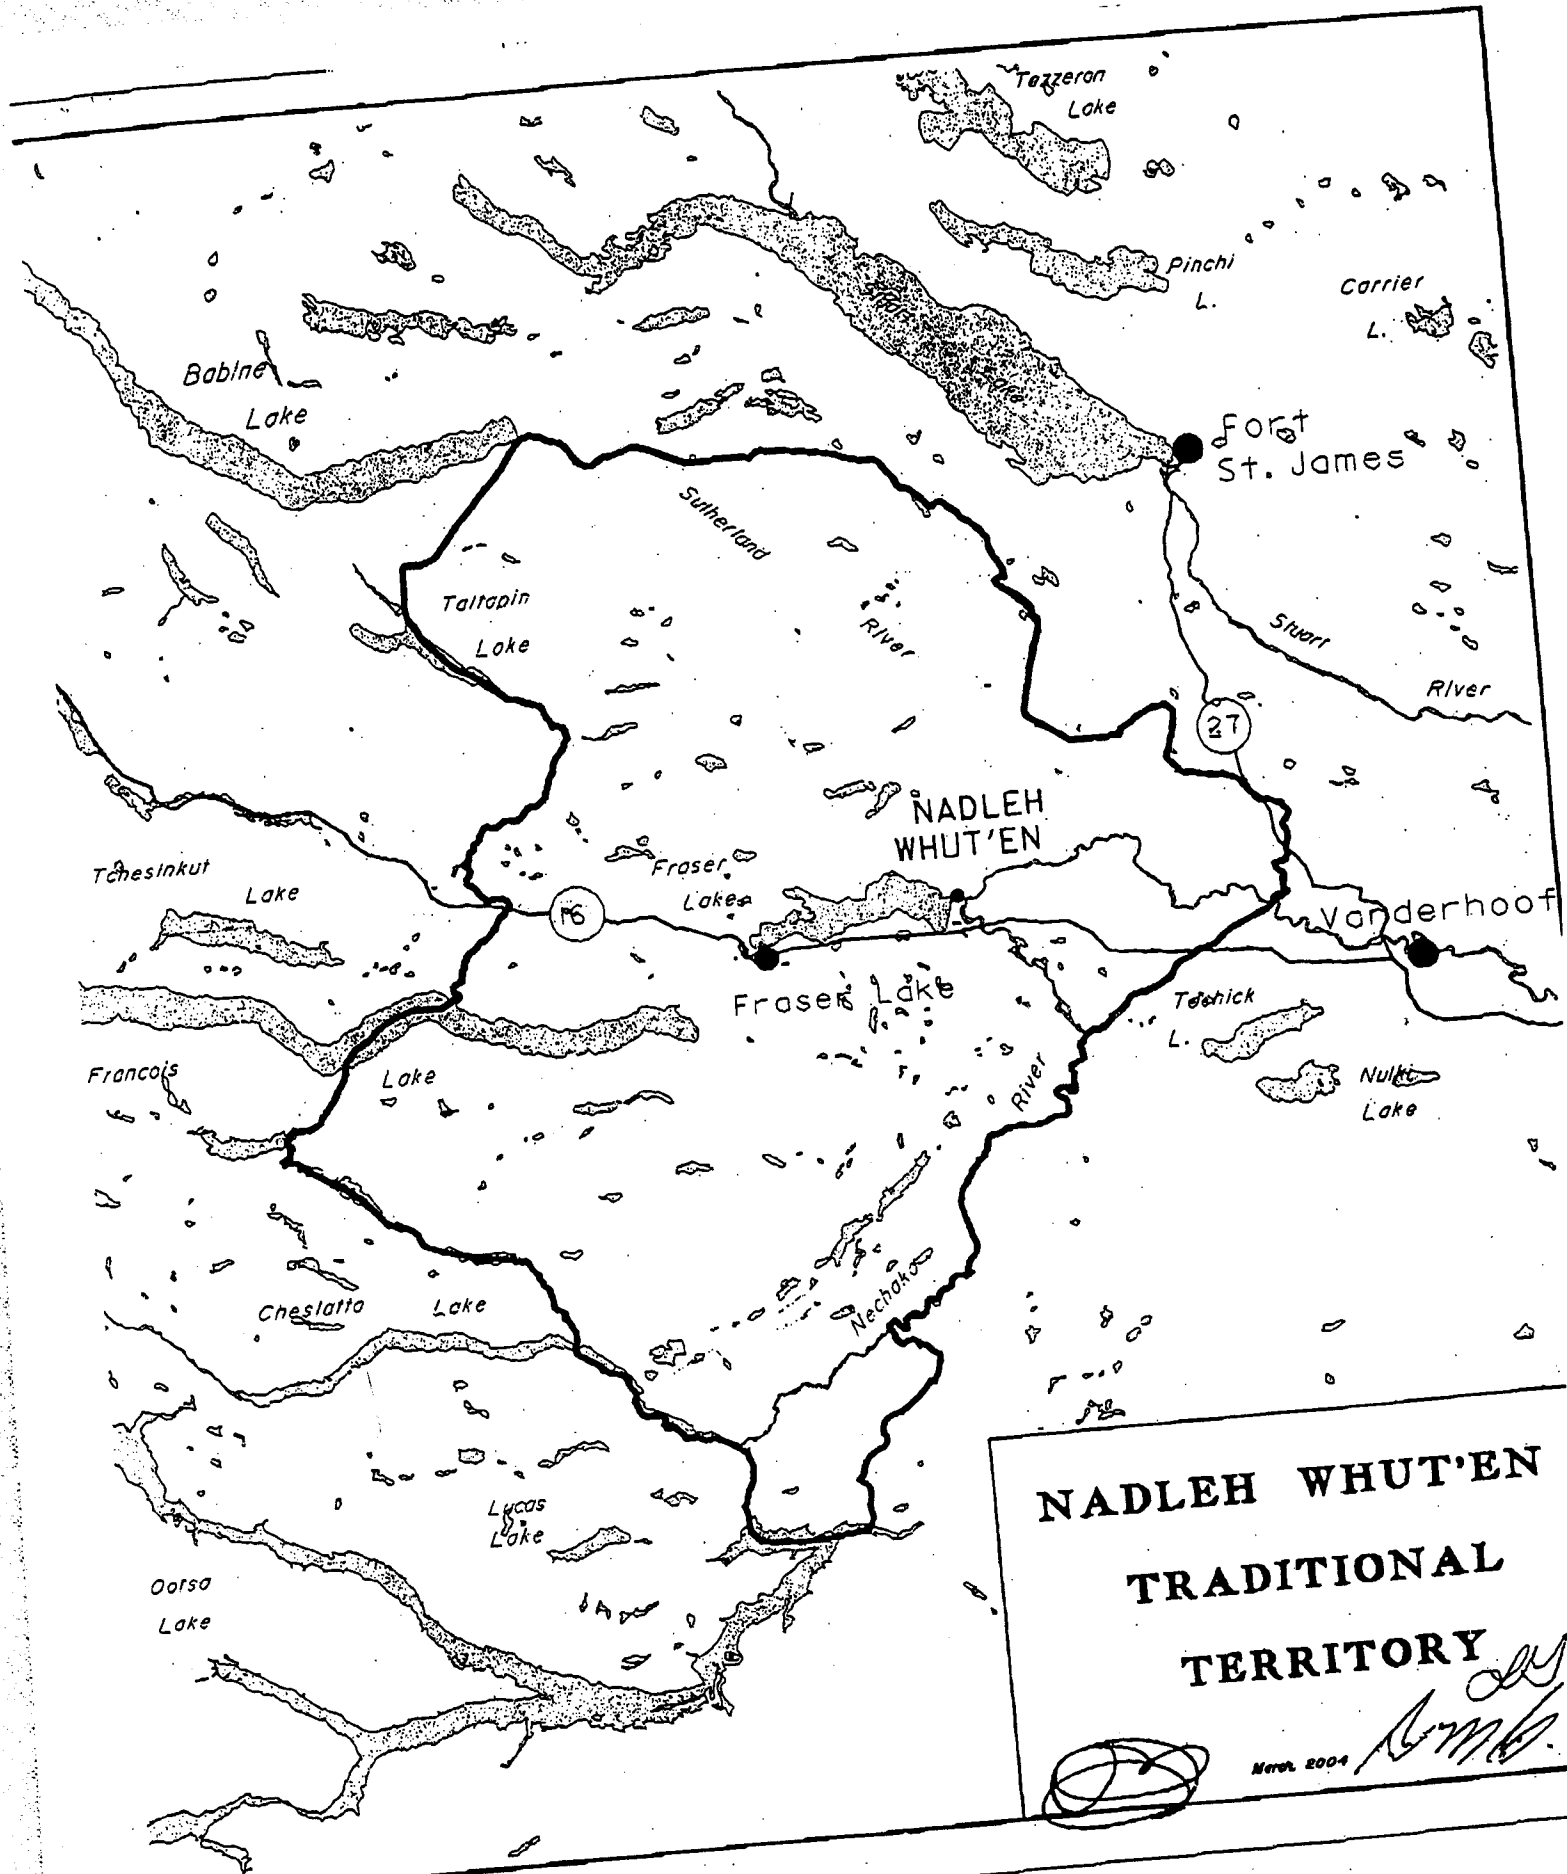 Tezzeron
Lake
Pinchi
L.
Carrier
L.
Babine
Lake
Fort
St. James
Sutherland
River
Taltapin
Lake
Stuart
River
27
NADLEH
WHUT'EN
Fraser
Lake
16
Tchesinkut
Lake
Vanderhoof
Fraser Lake
Tachick
L.
Francois
Lake
River
Nulki
Lake
Nechako
Cheslatta
Lake
Lucas
Lake
Ootsa
Lake
NADLEH WHUT'EN
TRADITIONAL
TERRITORY
March 2004